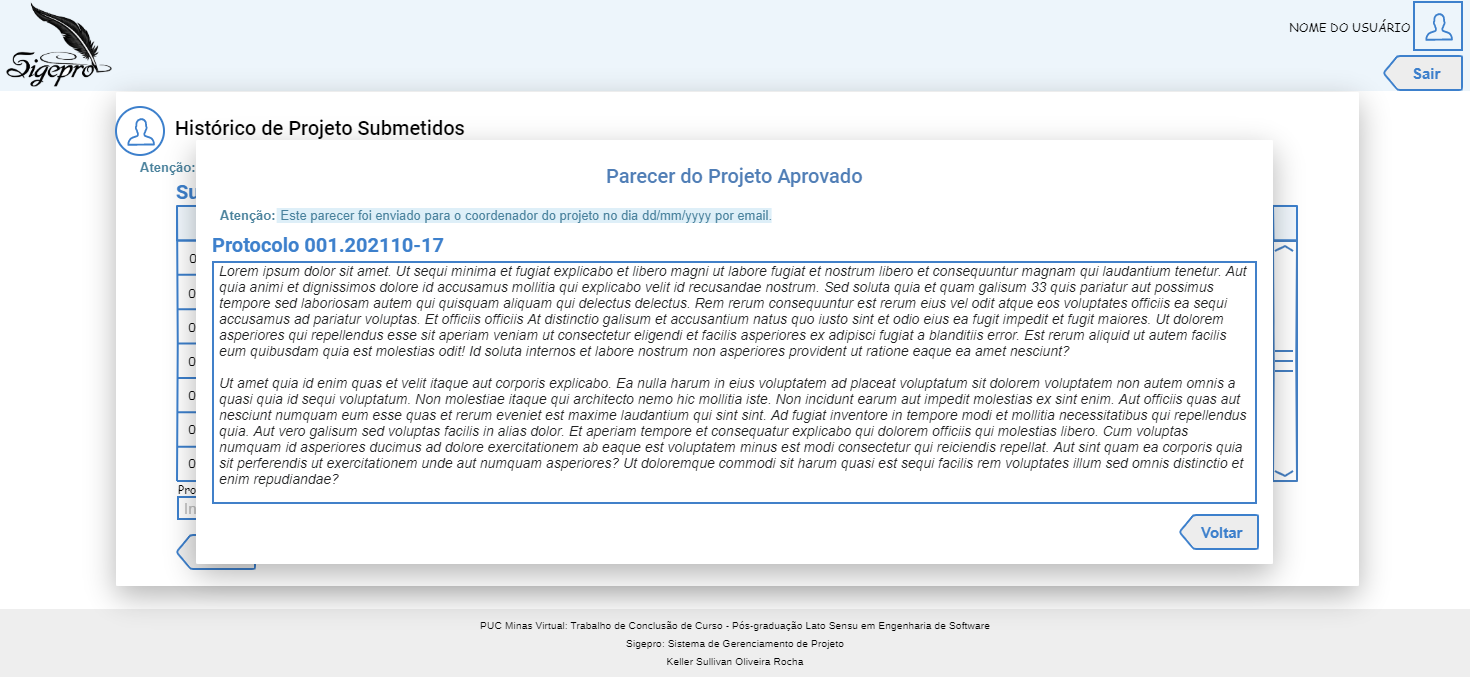 Sigepro
NOME DO USUÁRIO
Sair
Histórico de Projeto Submetidos
Atenção:
Su
Parecer do Projeto Aprovado
Atenção: Este parecer foi enviado para o coordenador do projeto no dia dd/mm/yyyy por email.
Protocolo 001.202110-17
Lorem ipsum dolor sit amet. Ut sequi minima et fugiat explicabo et libero magni ut labore fugiat et nostrum libero et consequuntur magnam qui laudantium tenetur. Aut
quia animi et dignissimos dolore id accusamus mollitia qui explicabo velit id recusandae nostrum. Sed soluta quia et quam galisum 33 quis pariatur aut possimus
tempore sed laboriosam autem qui quisquam aliquam qui delectus delectus. Rem rerum consequuntur est rerum eius vel odit atque eos voluptates officiis ea sequi
accusamus ad pariatur voluptas. Et officiis officiis At distinctio galisum et accusantium natus quo iusto sint et odio eius ea fugit impedit et fugit maiores. Ut dolorem
asperiores qui repellendus esse sit aperiam veniam ut consectetur eligendi et facilis asperiores ex adipisci fugiat a blanditiis error. Est rerum aliquid ut autem facilis
eum quibusdam quia est molestias odit! Id soluta internos et labore nostrum non asperiores provident ut ratione eaque ea amet nesciunt?
Ut amet quia id enim quas et velit itaque aut corporis explicabo. Ea nulla harum in eius voluptatem ad placeat voluptatum sit dolorem voluptatem non autem omnis a
quasi quia id sequi voluptatum. Non molestiae itaque qui architecto nemo hic mollitia iste. Non incidunt earum aut impedit molestias ex sint enim. Aut officiis quas aut
nesciunt numquam eum esse quas et rerum eveniet est maxime laudantium qui sint sint. Ad fugiat inventore in tempore modi et mollitia necessitatibus qui repellendus
quia. Aut vero galisum sed voluptas facilis in alias dolor. Et aperiam tempore et consequatur explicabo qui dolorem officiis qui molestias libero. Cum voluptas
numquam id asperiores ducimus ad dolore exercitationem ab eaque est voluptatem minus est modi consectetur qui reiciendis repellat. Aut sint quam ea corporis quia
sit perferendis ut exercitationem unde aut numquam asperiores? Ut doloremque commodi sit harum quasi est sequi facilis rem voluptates illum sed omnis distinctio et
enim repudiandae?
0
0
0
0
0
0
0
Pro
In
Voltar
PUC Minas Virtual: Trabalho de Conclusão de Curso - Pós-graduação Lato Sensu em Engenharia de Software
Sigepro: Sistema de Gerenciamento de Projeto
Keller Sullivan Oliveira Rocha